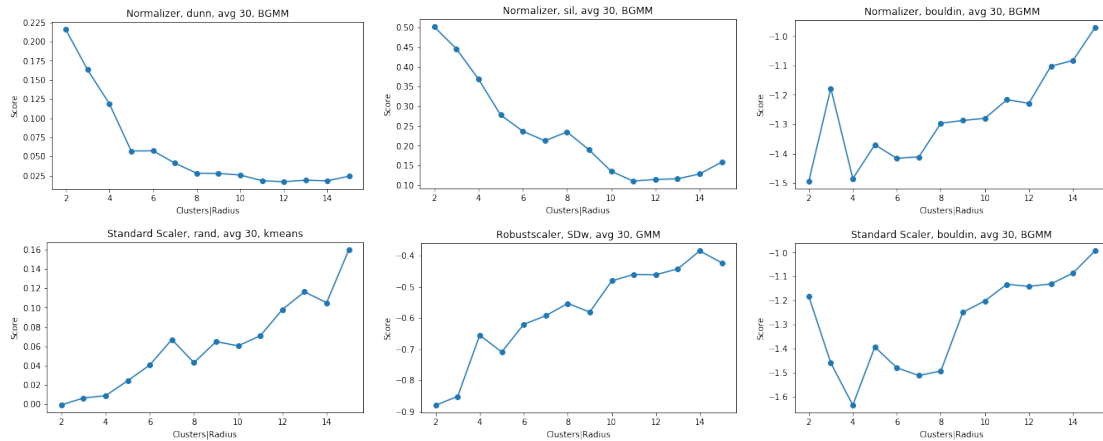 Normalizer, dunn, avg 30, BGMM
0.225
0.200
0.175
0.150
0.125
0.100
0.075
0.050
0.025
Score
2 4 6 8 10 12 14
Clusters|Radius
Normalizer, sil, avg 30, BGMM
0.50
0.45
0.40
0.35
0.30
0.25
0.20
0.15
0.10
Score
2 4 6 8 10 12 14
Clusters|Radius
Normalizer, bouldin, avg 30, BGMM
−1.0
−1.1
−1.2
−1.3
−1.4
−1.5
Score
2 4 6 8 10 12 14
Clusters|Radius
Standard Scaler, rand, avg 30, kmeans
0.16
0.14
0.12
0.10
0.08
0.06
0.04
0.02
0.00
Score
2 4 6 8 10 12 14
Clusters|Radius
Robustscaler, SDw, avg 30, GMM
−0.4
−0.5
−0.6
−0.7
−0.8
−0.9
Score
2 4 6 8 10 12 14
Clusters|Radius
Standard Scaler, bouldin, avg 30, BGMM
−1.0
−1.1
−1.2
−1.3
−1.4
−1.5
−1.6
Score
2 4 6 8 10 12 14
Clusters|Radius